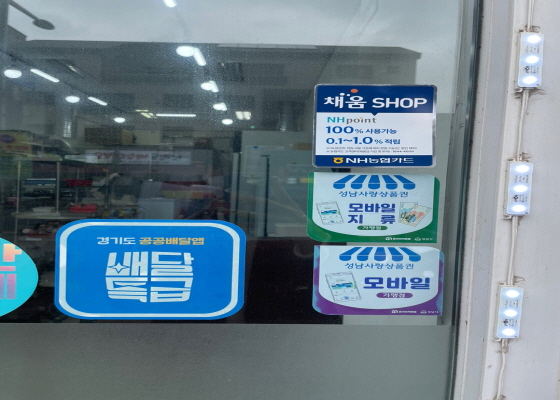 채움 SHOP
NHpoint
100% 사용가능
0.1~1.0% 적립
NH농협카드
성남사랑상품권
모바일
지류
가맹점
성남사랑상품권
모바일
가맹점
경기도 공공배달앱
배달
특급